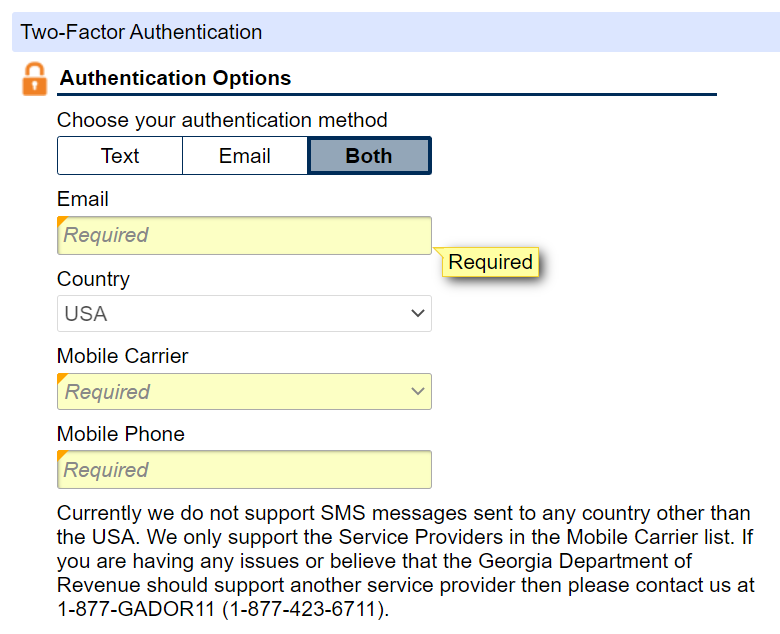 Two-Factor Authentication
Authentication Options
Choose your authentication method
Text Email Both
Email
Required
Required
Country
USA
Mobile Carrier
Required
Mobile Phone
Required
Currently we do not support SMS messages sent to any country other than
the USA. We only support the Service Providers in the Mobile Carrier list. If
you are having any issues or believe that the Georgia Department of
Revenue should support another service provider then please contact us at
1-877-GADOR11 (1-877-423-6711).